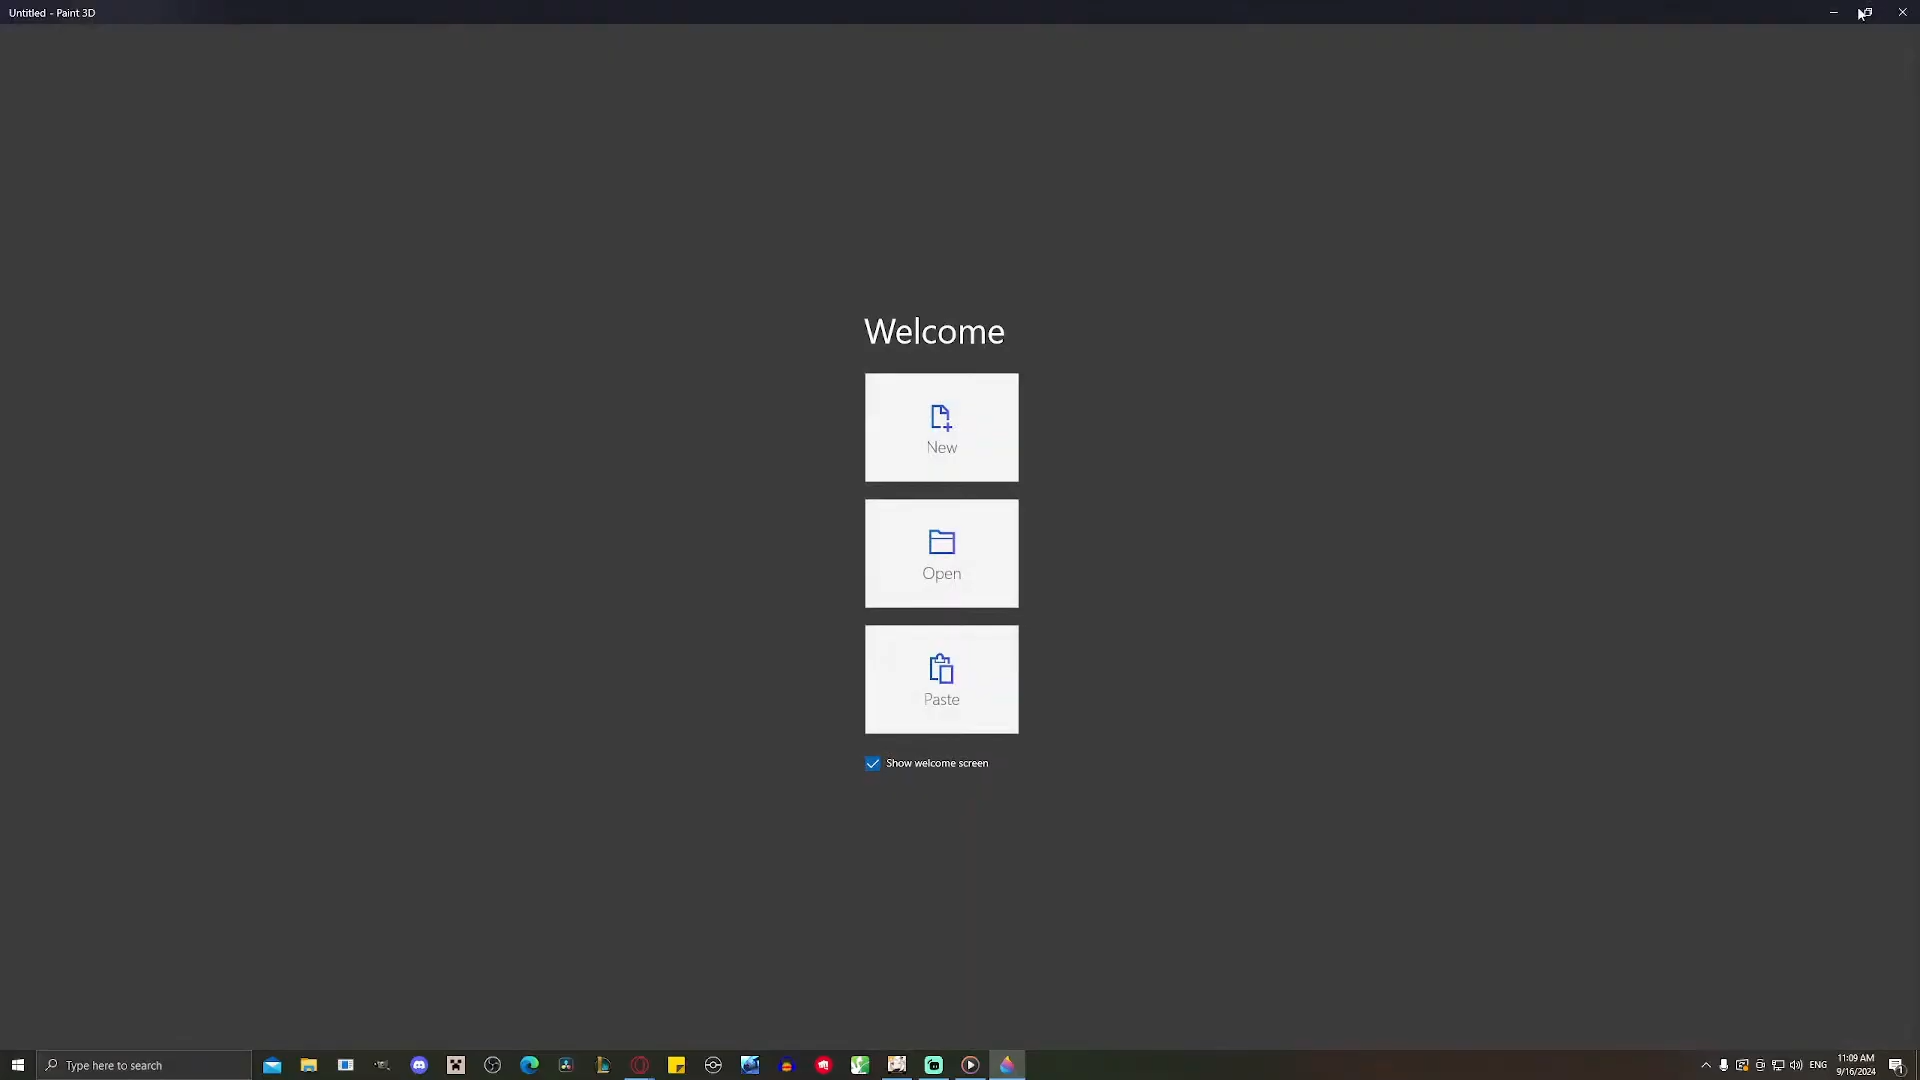 Untitled - Paint 3D
Welcome
New
Open
Paste
Show welcome screen
Type here to search
ENG
11:09 AM
9/16/2024
1